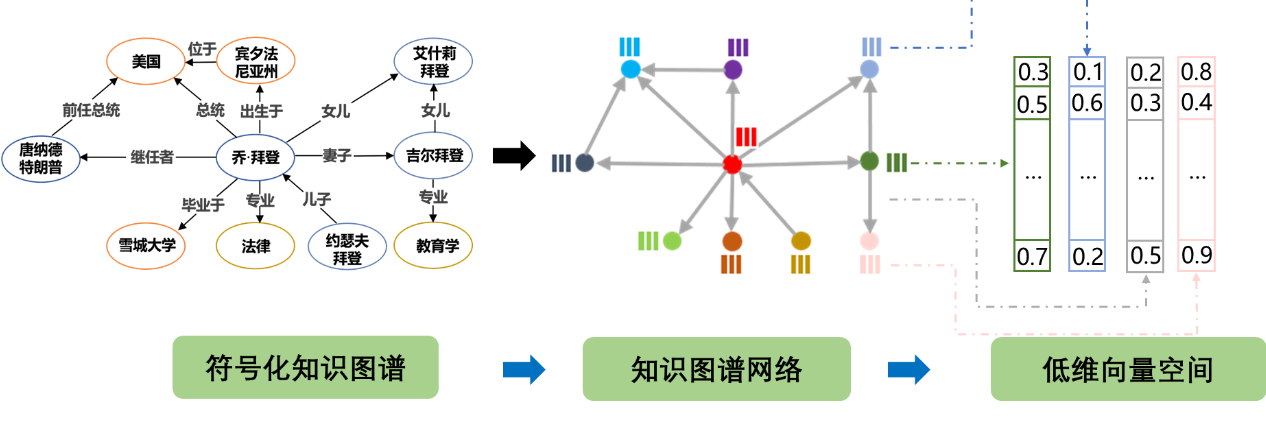 美国
位于
宾夕法
尼亚州
艾什莉
拜登
前任总统
总统
出生于
女儿
女儿
唐纳德
特朗普
继任者
乔·拜登
妻子
吉尔拜登
毕业于
专业
儿子
专业
雪城大学
法律
约瑟夫
拜登
教育学
0.3 0.1 0.2 0.8
0.5 0.6 0.3 0.4
... ... ... ...
0.7 0.2 0.5 0.9
符号化知识图谱
知识图谱网络
低维向量空间